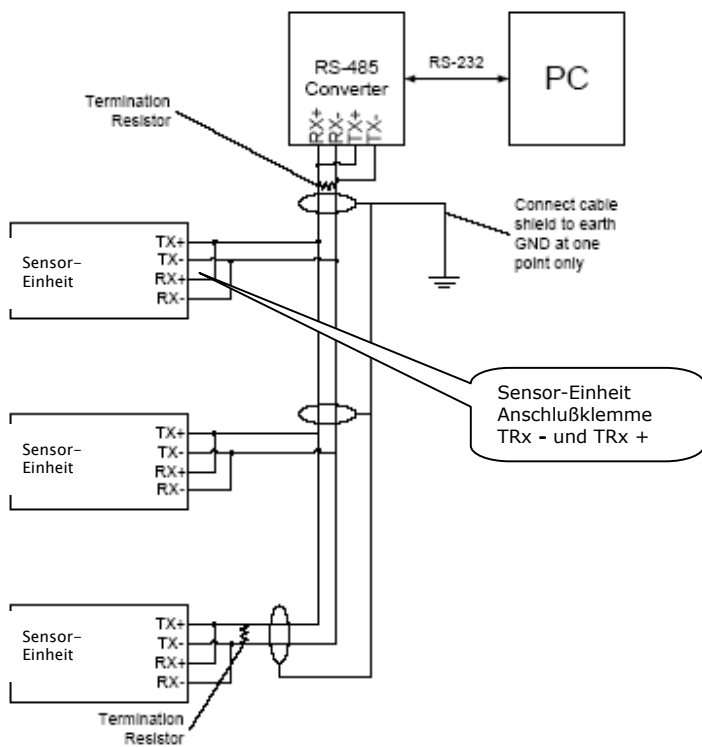 RS-485
Converter
RX+
RX-
TX+
TX-
RS-232
PC
Termination
Resistor
Connect cable
shield to earth
GND at one
point only
Sensor-
Einheit
TX+
TX-
RX+
RX-
Sensor-Einheit
Anschlußklemme
TRx - und TRx +
Sensor-
Einheit
TX+
TX-
RX+
RX-
Sensor-
Einheit
TX+
TX-
RX+
RX-
Termination
Resistor